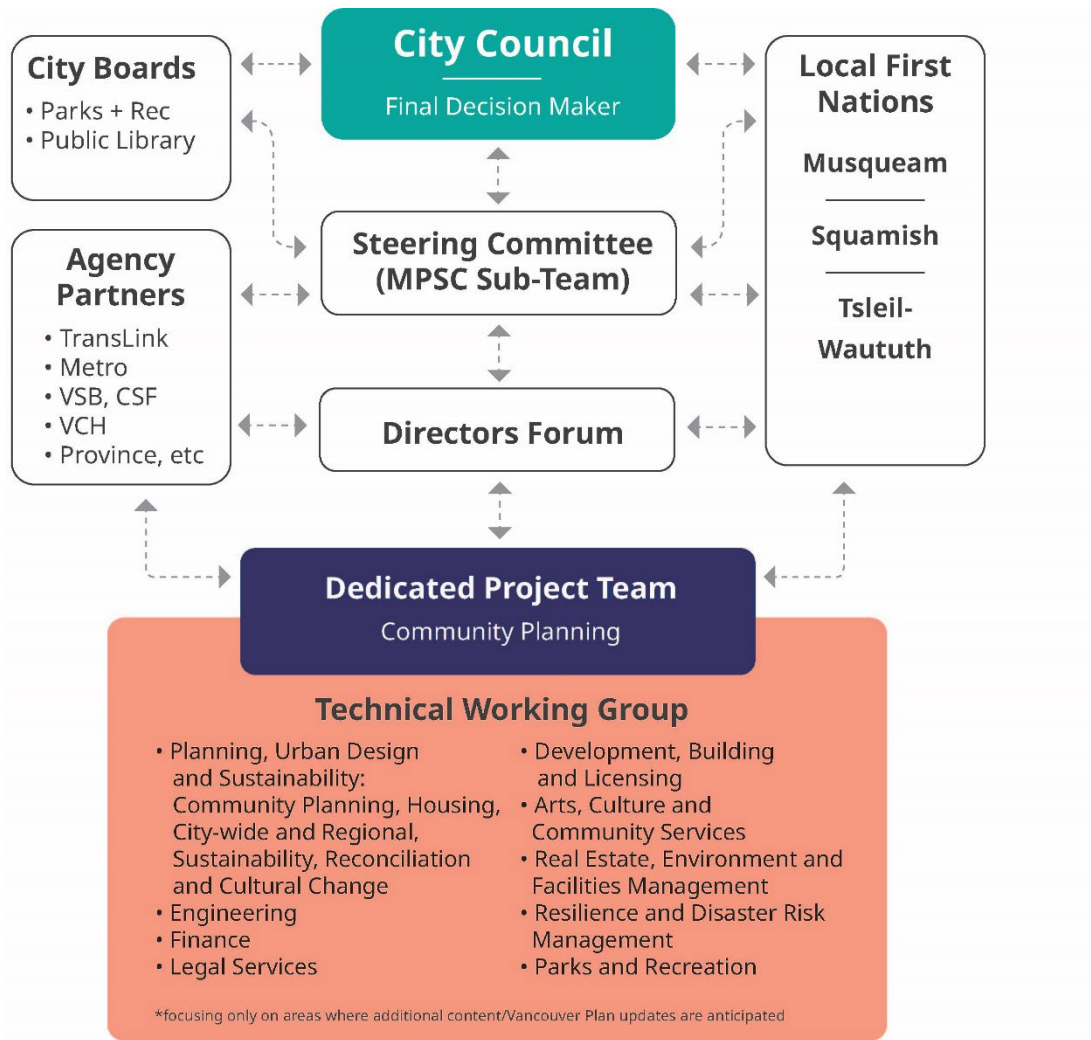 City Council
Final Decision Maker
City Boards
• Parks + Rec
• Public Library
Local First
Nations
Musqueam
Squamish
Tsleil-
Waututh
Steering Committee
(MPSC Sub-Team)
Agency
Partners
• TransLink
• Metro
• VSB, CSF
• VCH
• Province, etc
Directors Forum
Dedicated Project Team
Community Planning
Technical Working Group
• Planning, Urban Design
and Sustainability:
Community Planning, Housing,
City-wide and Regional,
Sustainability, Reconciliation
and Cultural Change
• Engineering
• Finance
• Legal Services
• Development, Building
and Licensing
• Arts, Culture and
Community Services
• Real Estate, Environment and
Facilities Management
• Resilience and Disaster Risk
Management
• Parks and Recreation
*focusing only on areas where additional content/Vancouver Plan updates are anticipated